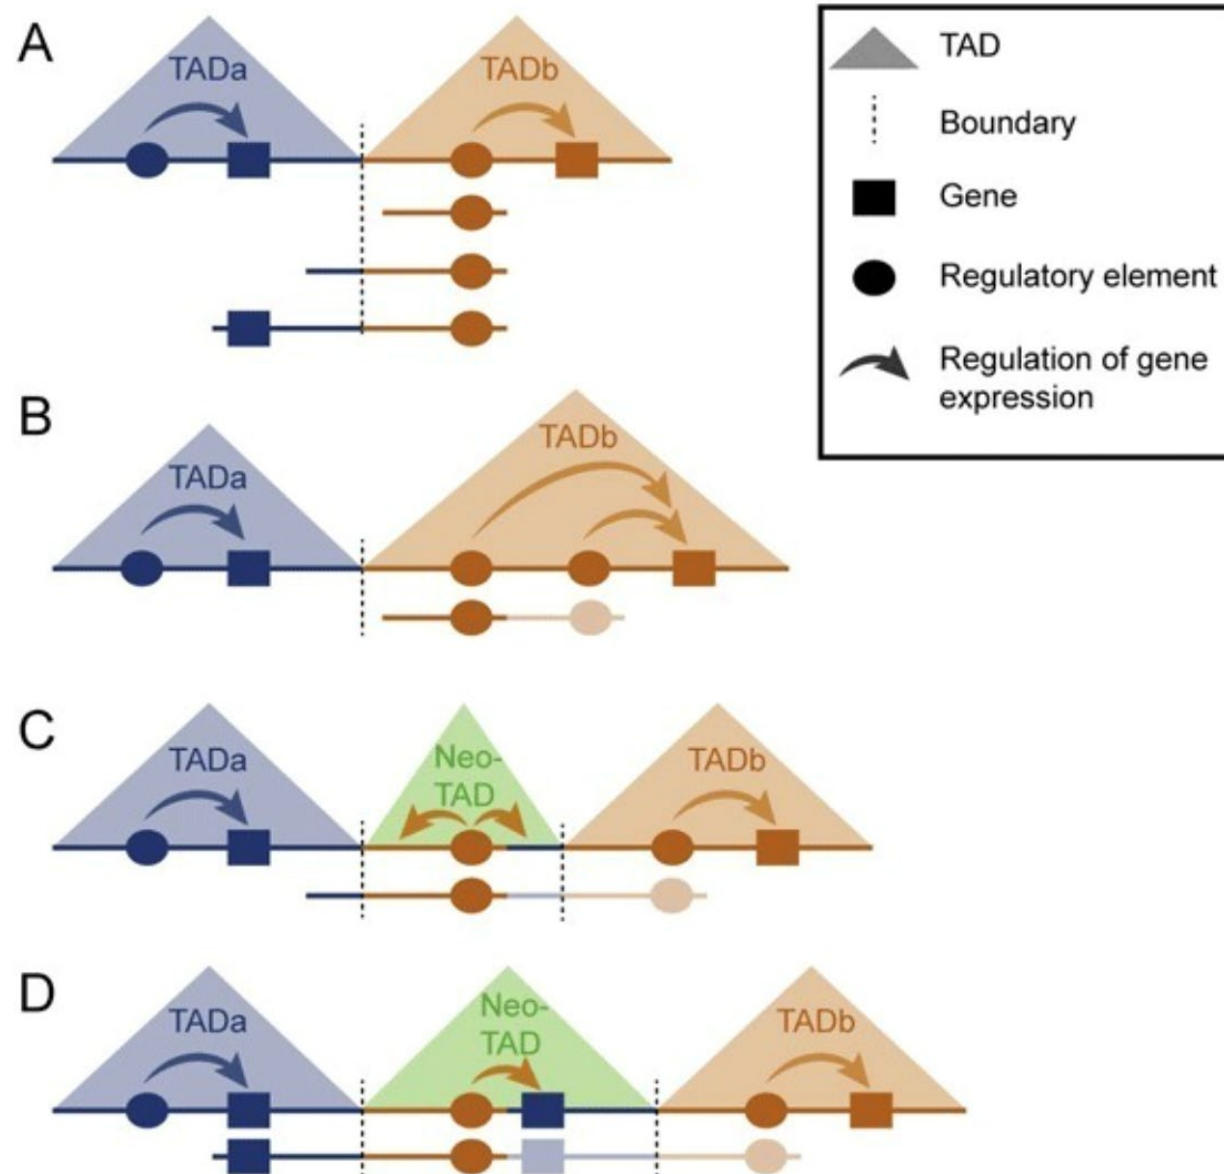 A
TADa
TADb
TAD
Boundary
Gene
Regulatory element
Regulation of gene
expression
B
TADa
TADb
C
TADa
Neo-
TAD
TADb
D
TADa
Neo-
TAD
TADb